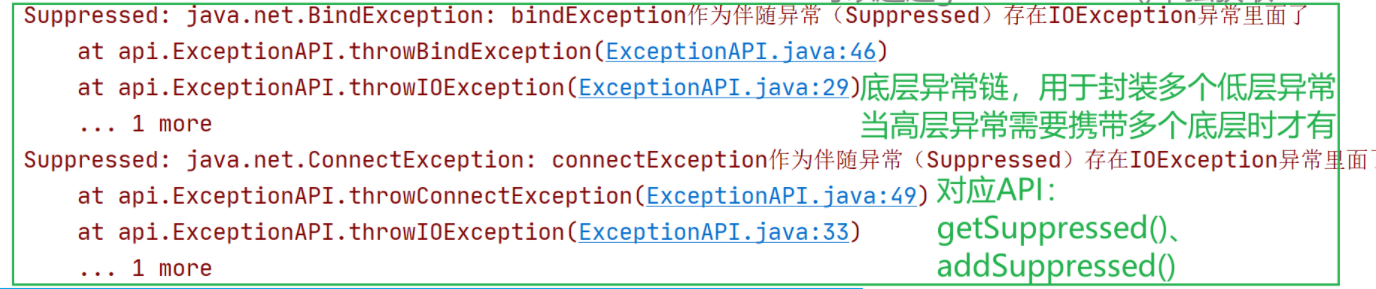 Suppressed: java.net.BindException: bindException作为伴随异常（Suppressed）存在IOException异常里面了
at api.ExceptionAPI.throwBindException(ExceptionAPI.java:46)
at api.ExceptionAPI.throwIOException(ExceptionAPI.java:29)底层异常链，用于封装多个低层异常
... 1 more 当高层异常需要携带多个底层时才有
Suppressed: java.net.ConnectException: connectException作为伴随异常（Suppressed）存在IOException异常里面
at api.ExceptionAPI.throwConnectException(ExceptionAPI.java:49) 对应API：
at api.ExceptionAPI.throwIOException(ExceptionAPI.java:33) getSuppressed()、
... 1 more addSuppressed()